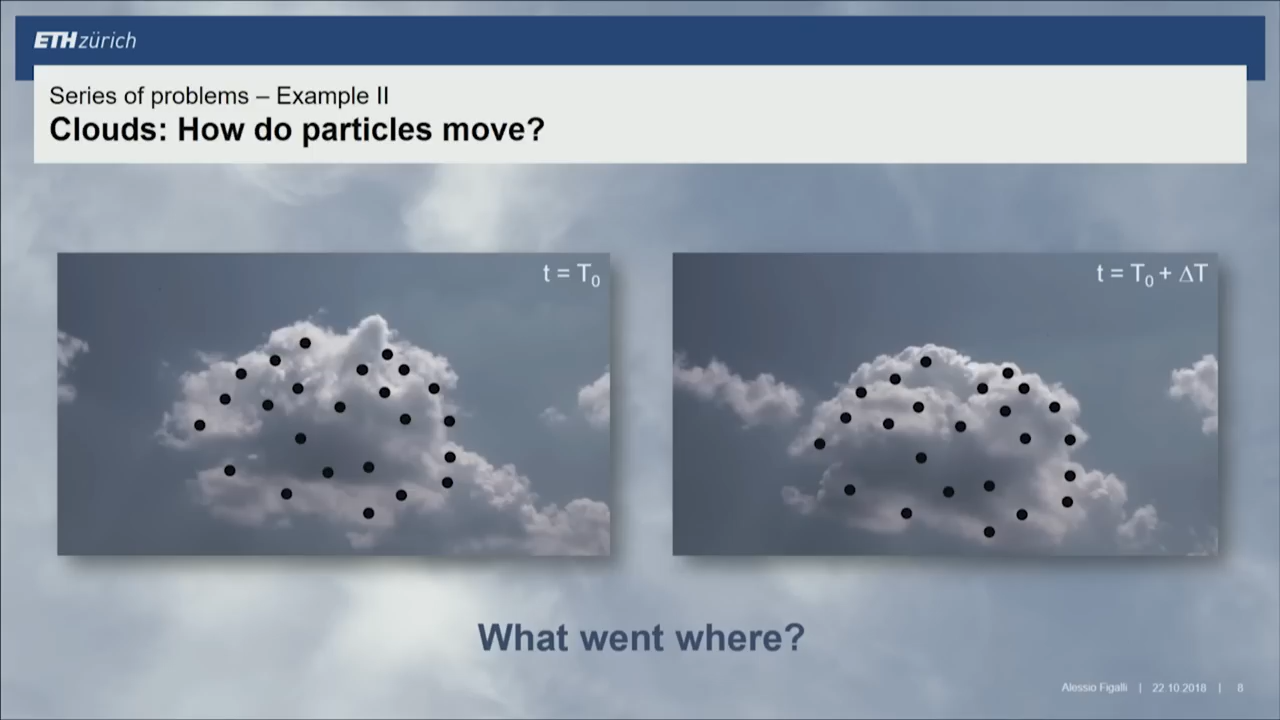 ETH zürich
Series of problems – Example II
Clouds: How do particles move?
t = T₀
t = T₀ + ΔT
What went where?
Alessio Figalli | 22.10.2018 | 8